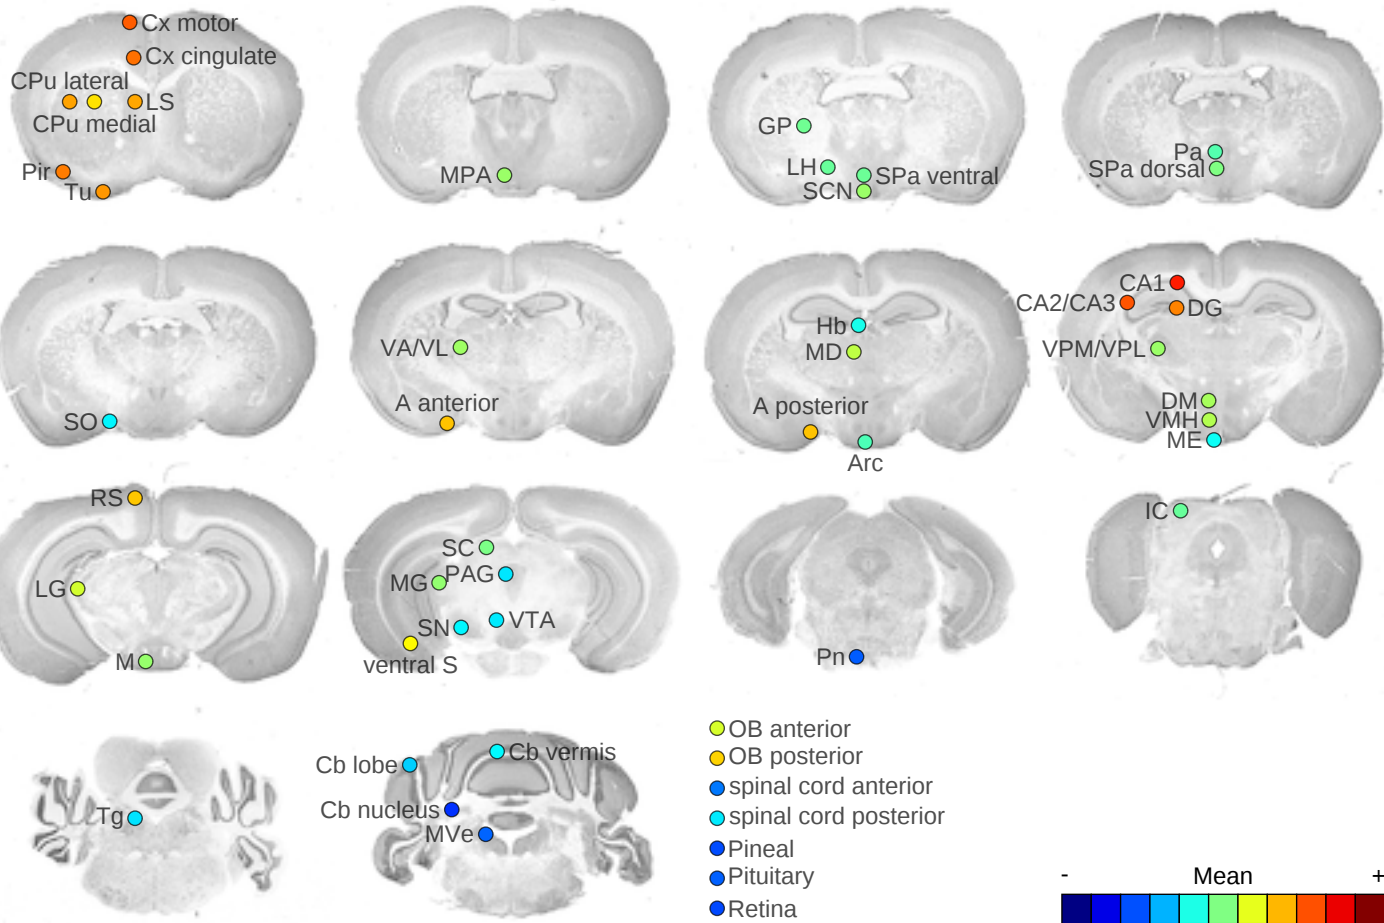 Cx motor
Cx cingulate
CPu lateral
LS
CPu medial
Pir
Tu
MPA
GP
LH
SPa ventral
SCN
Pa
SPa dorsal
SO
VA/VL
A anterior
Hb
MD
A posterior
Arc
CA1
CA2/CA3
DG
VPM/VPL
DM
VMH
ME
RS
LG
M
SC
MG
PAG
SN
VTA
ventral S
Pn
IC
Tg
Cb lobe
Cb vermis
Cb nucleus
MVe
OB anterior
OB posterior
spinal cord anterior
spinal cord posterior
Pineal
Pituitary
Retina
- Mean +